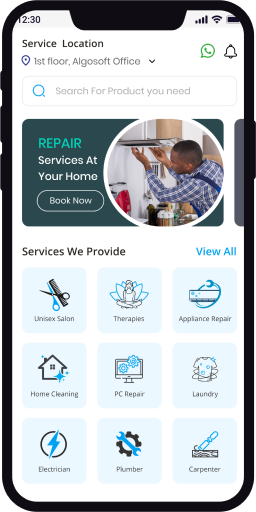 12:30
Service Location
1st floor, Algosoft Office
Search For Product you need
REPAIR
Services At
Your Home
Book Now
Services We Provide
View All
Unisex Salon
Therapies
Appliance Repair
Home Cleaning
PC Repair
Laundry
Electrician
Plumber
Carpenter